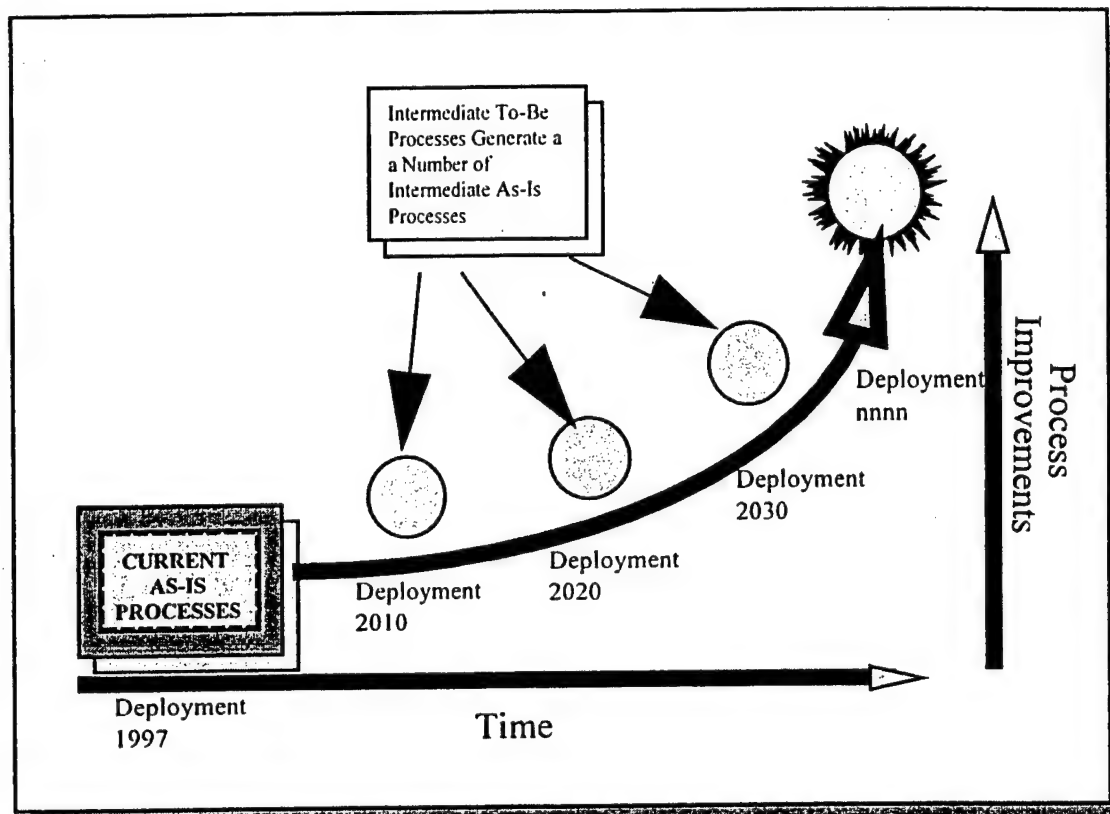 Intermediate To-Be
Processes Generate a
a Number of
Intermediate As-Is
Processes
Deployment
nnnn
Process
Improvements
Deployment
2030
Deployment
2020
Deployment
2010
CURRENT
AS-IS
PROCESSES
Deployment
1997
Time